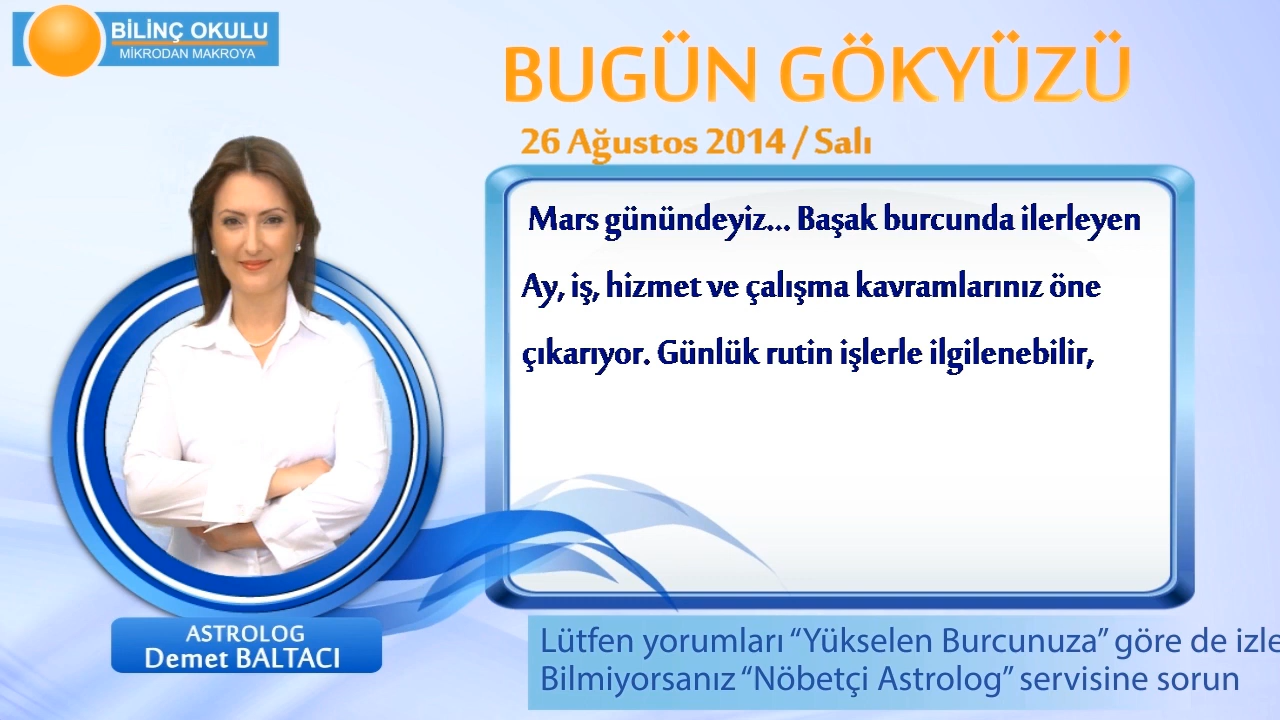 BİLİNÇ OKULU
MİKRODAN MAKROYA
BUGÜN GÖKYÜZÜ
26 Ağustos 2014 / Salı
Mars günündeyiz... Başak burcunda ilerleyen
Ay, iş, hizmet ve çalışma kavramlarınız öne
çıkarıyor. Günlük rutin işlerle ilgilenebilir,
ASTROLOG
Demet BALTACI
Lütfen yorumları “Yükselen Burcunuza” göre de izle
Bilmiyorsanız “Nöbetçi Astrolog” servisine sorun